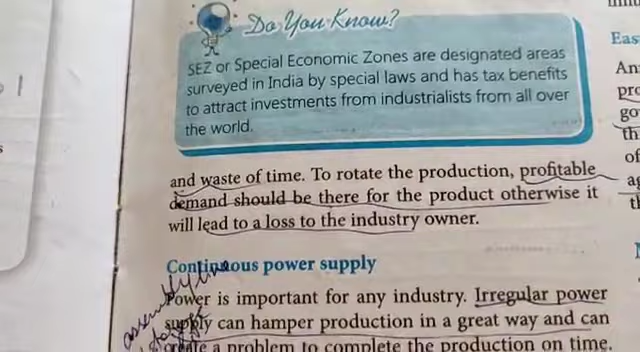 Do You Know?
SEZ or Special Economic Zones are designated areas
surveyed in India by special laws and has tax benefits
to attract investments from industrialists from all over
the world.
and waste of time. To rotate the production, profitable
demand should be there for the product otherwise it
will lead to a loss to the industry owner.
Continuous power supply
Power is important for any industry. Irregular power
supply can hamper production in a great way and can
create a problem to complete the production on time.
assembly line
Eas
An
pro
go
th
of
ag
th